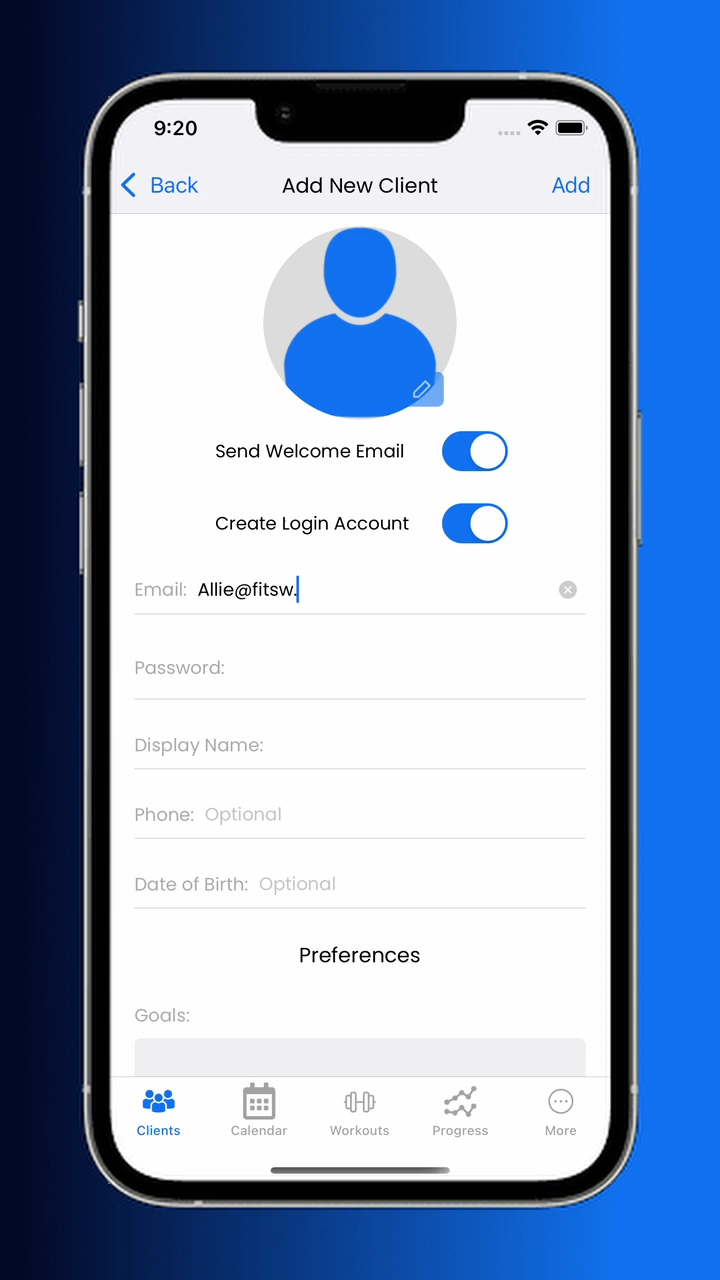 9:20
Back Add New Client Add
Send Welcome Email
Create Login Account
Email: Allie@fitsw.
Password:
Display Name:
Phone: Optional
Date of Birth: Optional
Preferences
Goals:
Clients Calendar Workouts Progress More